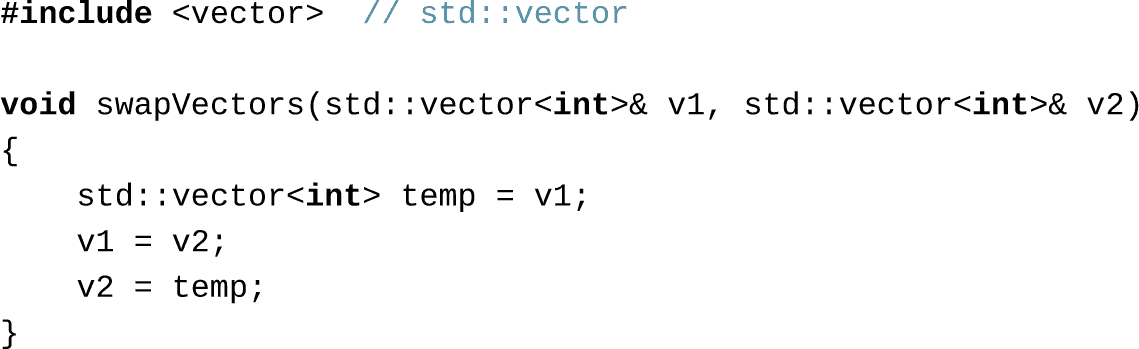 #include <vector>  // std::vector

void swapVectors(std::vector<int>& v1, std::vector<int>& v2)
{
    std::vector<int> temp = v1;
    v1 = v2;
    v2 = temp;
}